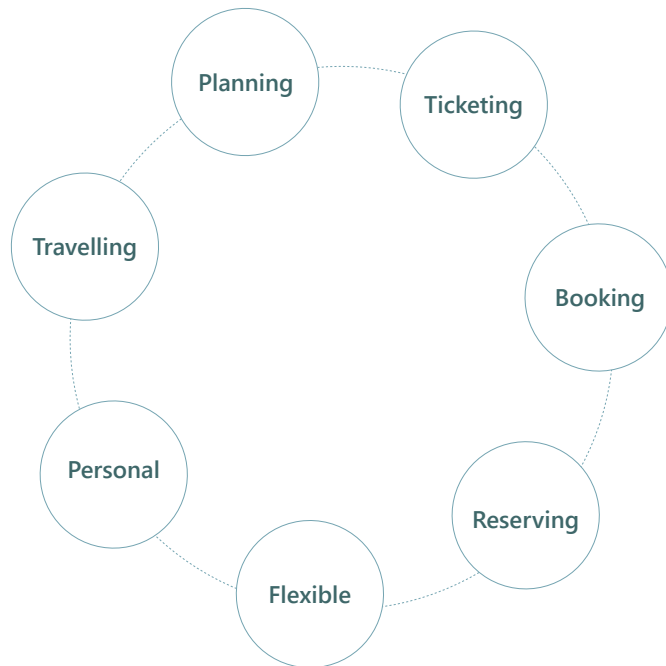 Planning
Ticketing
Booking
Reserving
Flexible
Personal
Travelling